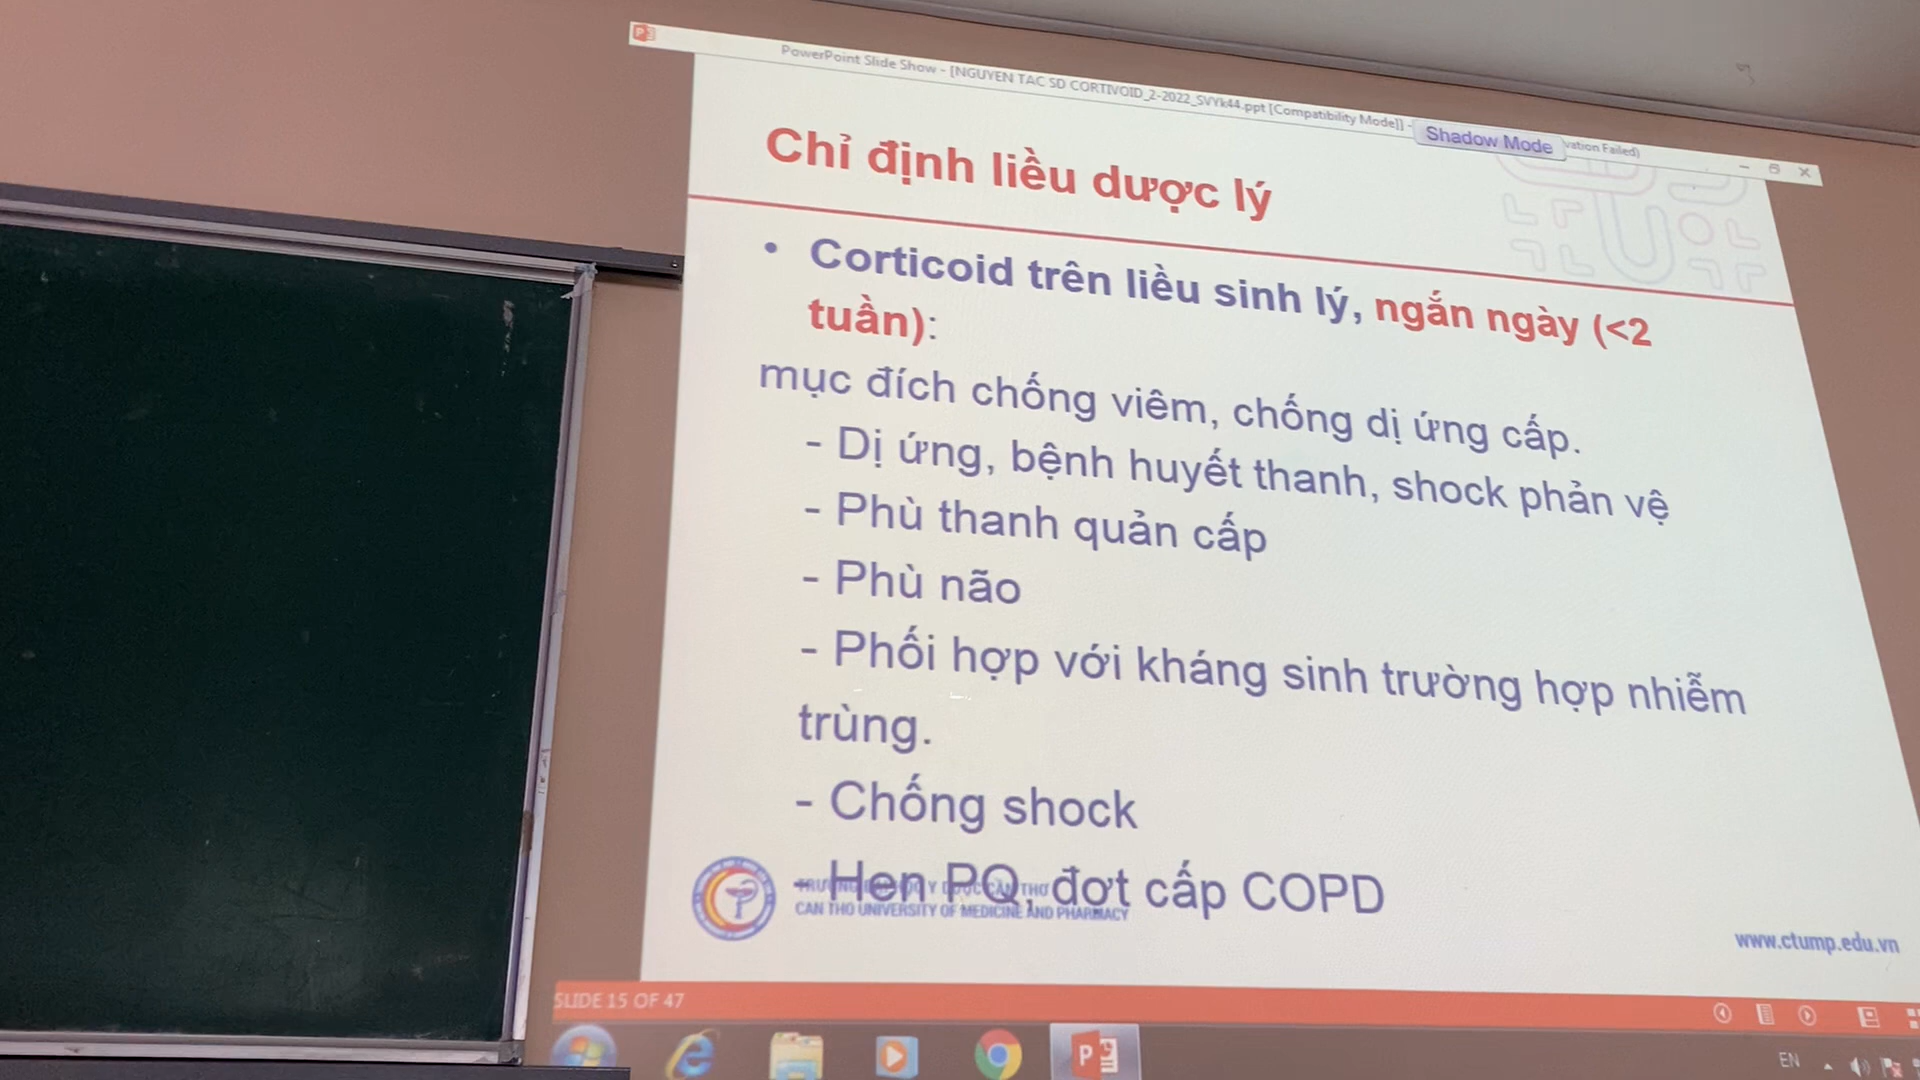 PowerPoint Slide Show - [NGUYEN TAC SD CORTIVOID_2-2022_SVYk44.ppt [Compatibility Mode]] -
Shadow Mode
vation Failed)
Chỉ định liều dược lý
• Corticoid trên liều sinh lý, ngắn ngày (<2
tuần):
mục đích chống viêm, chống dị ứng cấp.
- Dị ứng, bệnh huyết thanh, shock phản vệ
- Phù thanh quản cấp
- Phù não
- Phối hợp với kháng sinh trường hợp nhiễm
trùng.
- Chống shock
- Hen PQ, đợt cấp COPD
CAN THO UNIVERSITY OF MEDICINE AND PHARMACY
www.ctump.edu.vn
SLIDE 15 OF 47
EN